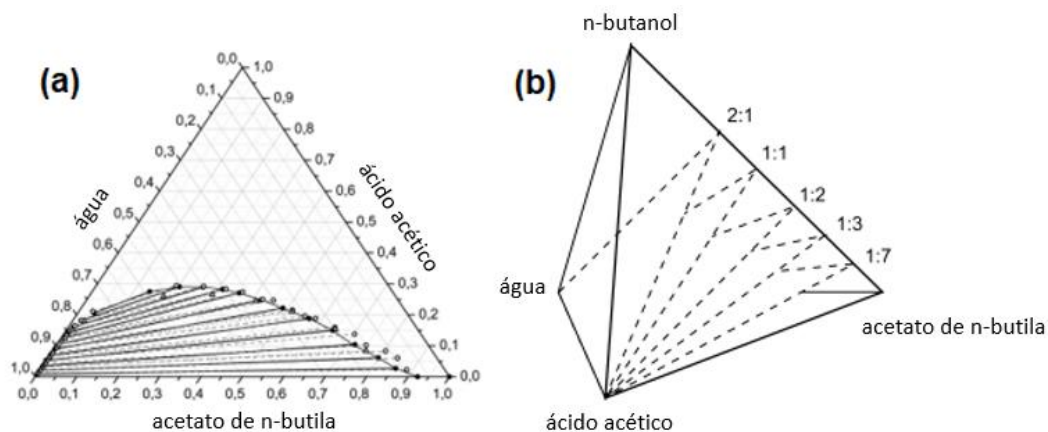 (a)
0,0 1,0
0,1 0,9
0,2 0,8
0,3 0,7
0,4 0,6
0,5 0,5
0,6 0,4
0,7 0,3
0,8 0,2
0,9 0,1
1,0 0,0
0,0 0,1 0,2 0,3 0,4 0,5 0,6 0,7 0,8 0,9 1,0
água
ácido acético
acetato de n-butila
(b)
n-butanol
2:1
1:1
1:2
1:3
1:7
água
acetato de n-butila
ácido acético